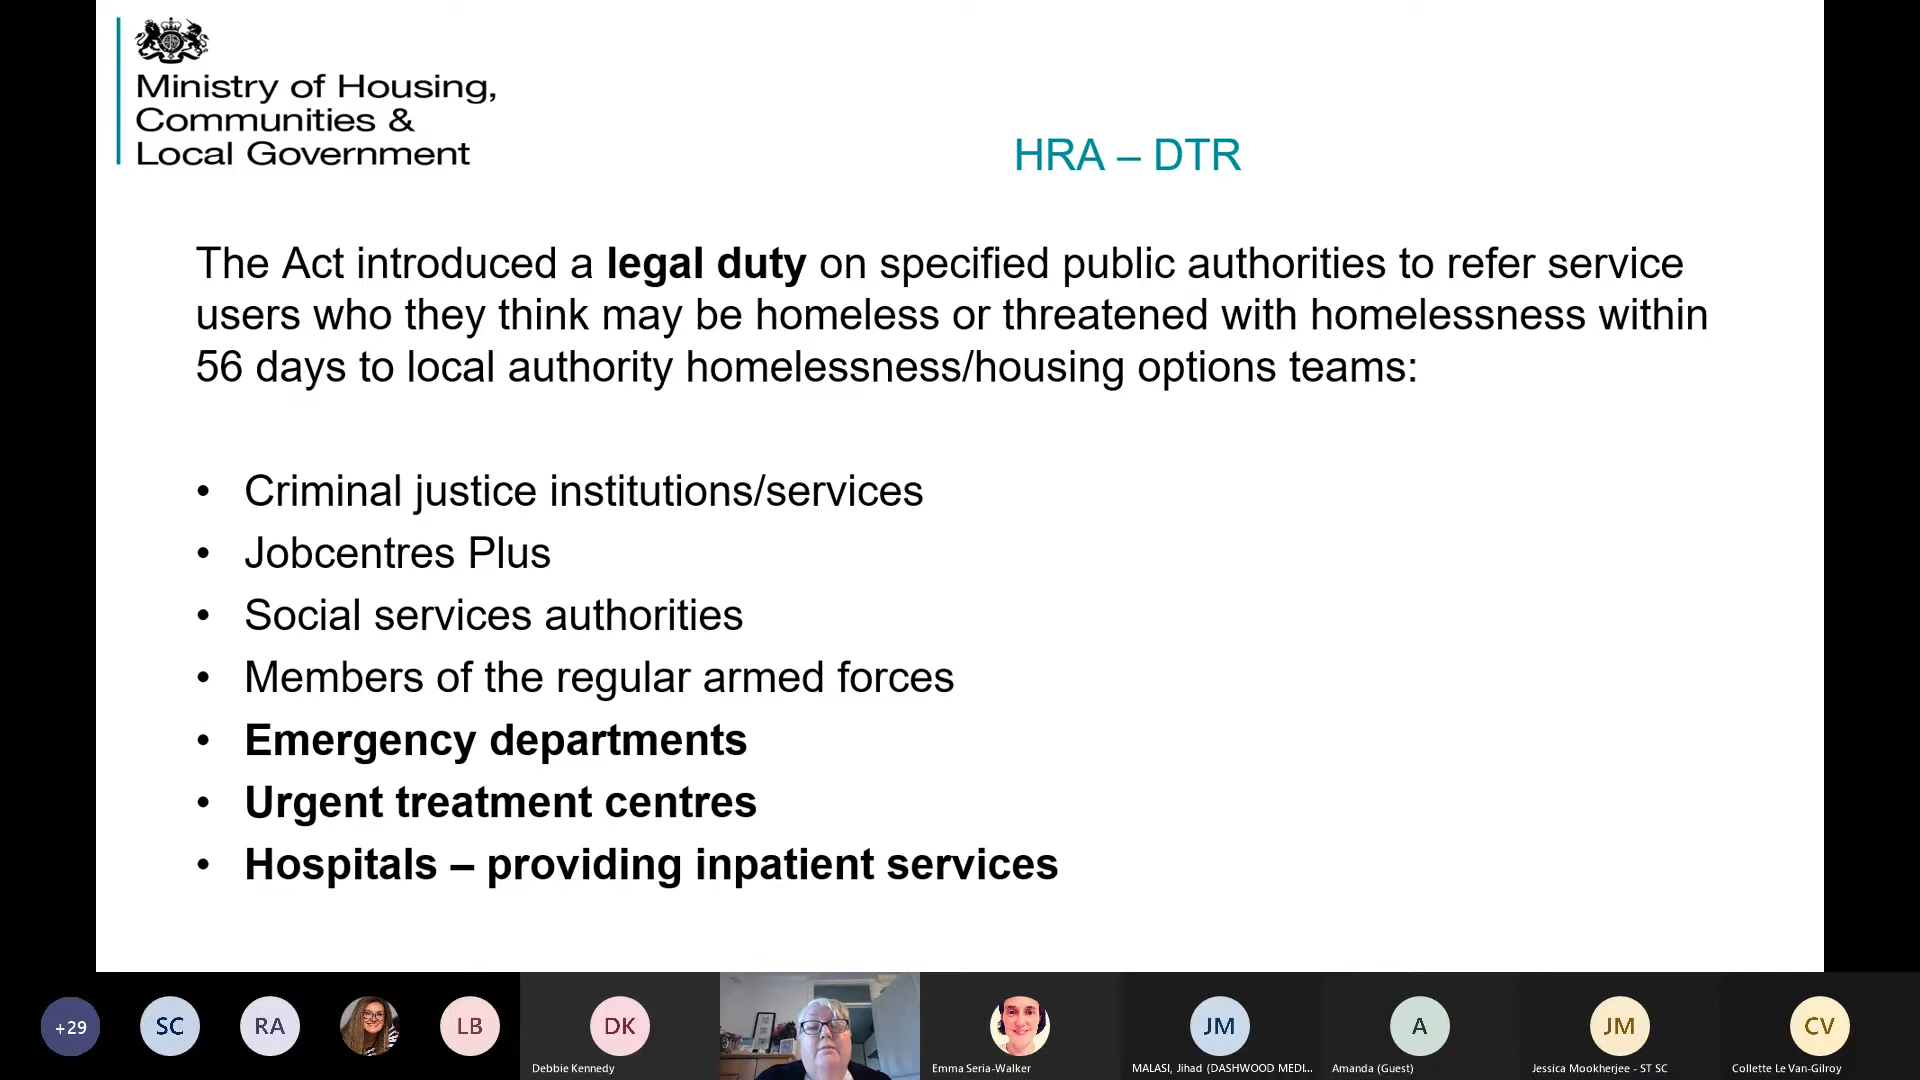 Ministry of Housing,
Communities &
Local Government
HRA – DTR
The Act introduced a legal duty on specified public authorities to refer service
users who they think may be homeless or threatened with homelessness within
56 days to local authority homelessness/housing options teams:
• Criminal justice institutions/services
• Jobcentres Plus
• Social services authorities
• Members of the regular armed forces
• Emergency departments
• Urgent treatment centres
• Hospitals – providing inpatient services
+29
SC
RA
LB
DK
JM
A
JM
CV
Debbie Kennedy
Emma Seria-Walker
MALASI, Jihad (DASHWOOD MEDI...
Amanda (Guest)
Jessica Mookherjee - ST SC
Collette Le Van-Gilroy